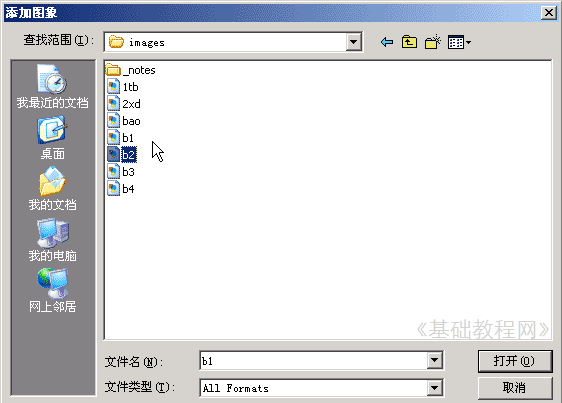 添加图象
查找范围(I):
images
我最近的文档
桌面
我的文档
我的电脑
网上邻居
_notes
1tb
2xd
bao
b1
b2
b3
b4
《基础教程网》
文件名(N):
b1
打开(O)
文件类型(T):
All Formats
取消